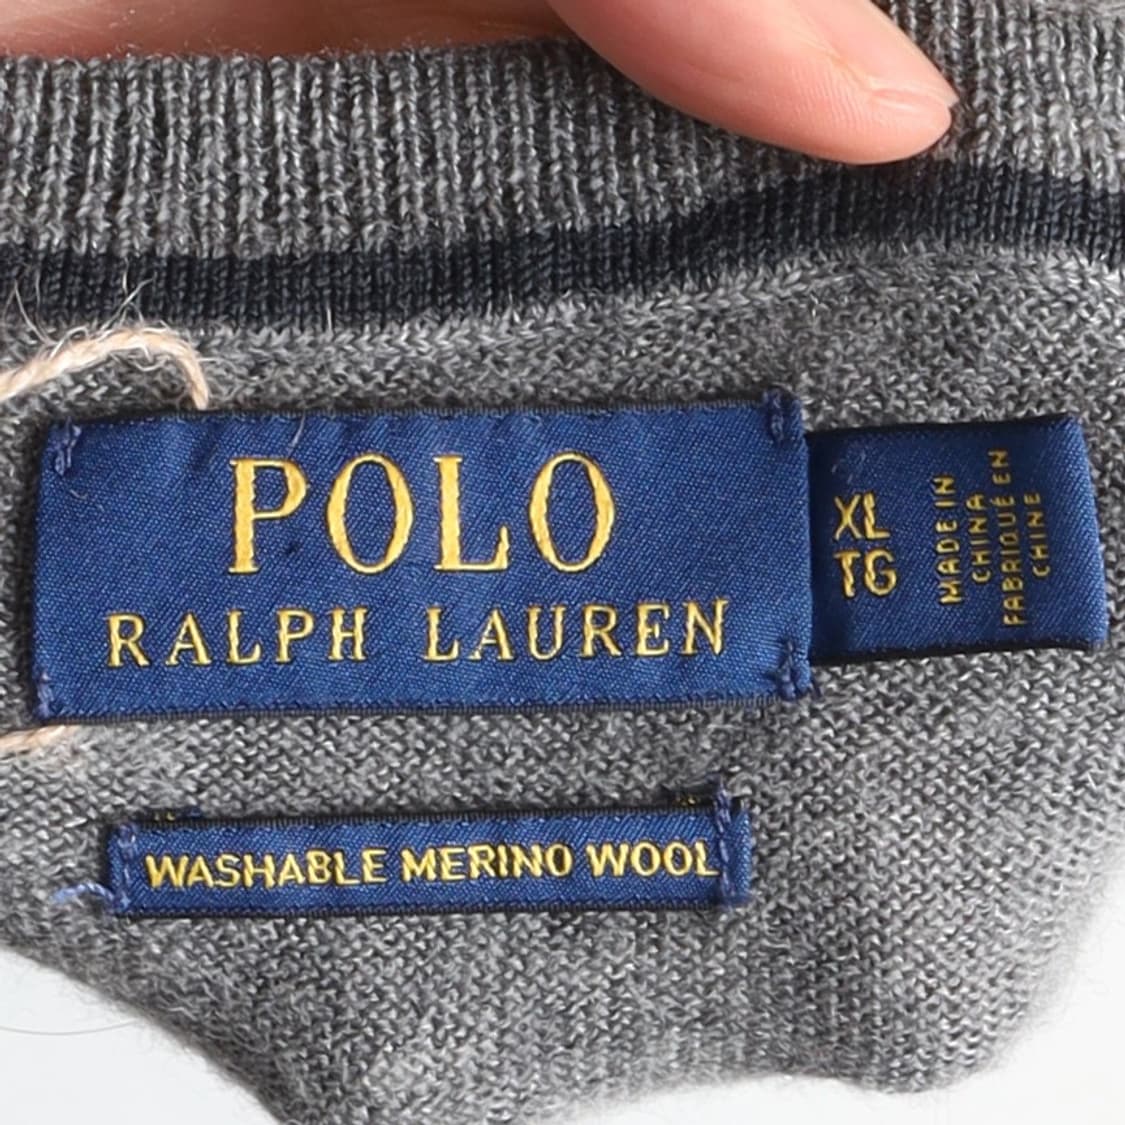 POLO
RALPH LAUREN
XL
TG
MADE IN
CHINA
FABRIQUÉ EN
CHINE
WASHABLE MERINO WOOL